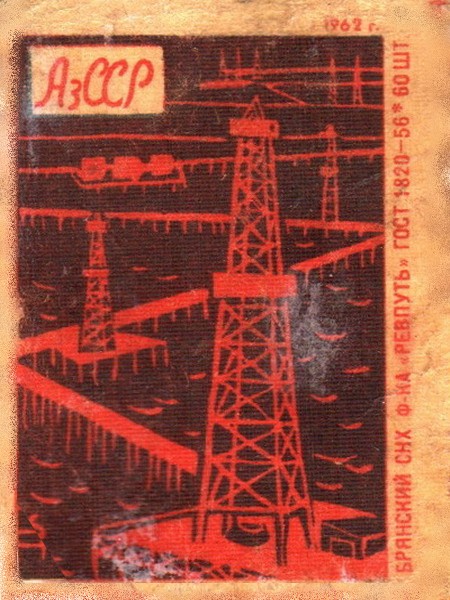 1962 г.
АзССР
БРЯНСКИЙ СНХ Ф-КА «РЕВПУТЬ» ГОСТ 1820—56 * 60 ШТ.